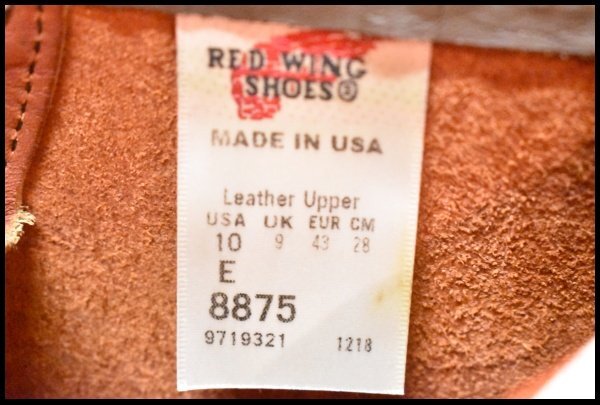 RED WING
SHOES®
MADE IN USA
Leather Upper
USA UK EUR CM
10 9 43 28
E
8875
9719321 1218